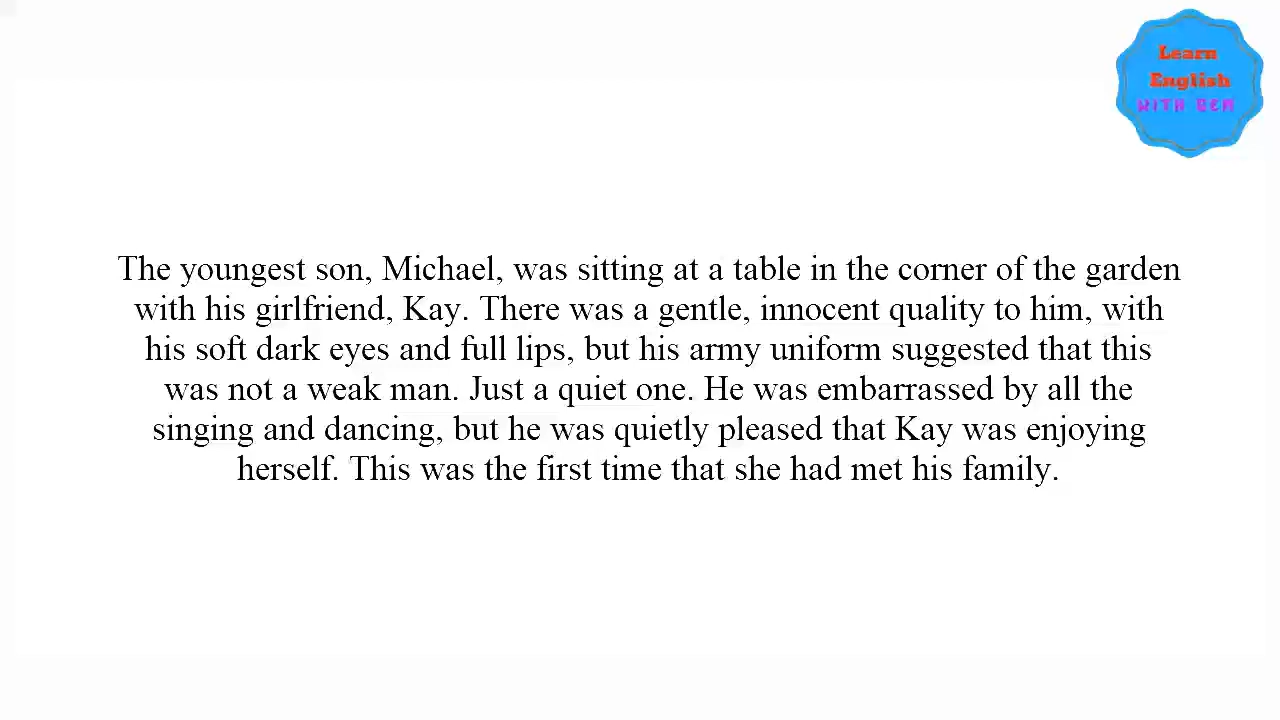 Learn
English
WITH BEN
The youngest son, Michael, was sitting at a table in the corner of the garden
with his girlfriend, Kay. There was a gentle, innocent quality to him, with
his soft dark eyes and full lips, but his army uniform suggested that this
was not a weak man. Just a quiet one. He was embarrassed by all the
singing and dancing, but he was quietly pleased that Kay was enjoying
herself. This was the first time that she had met his family.